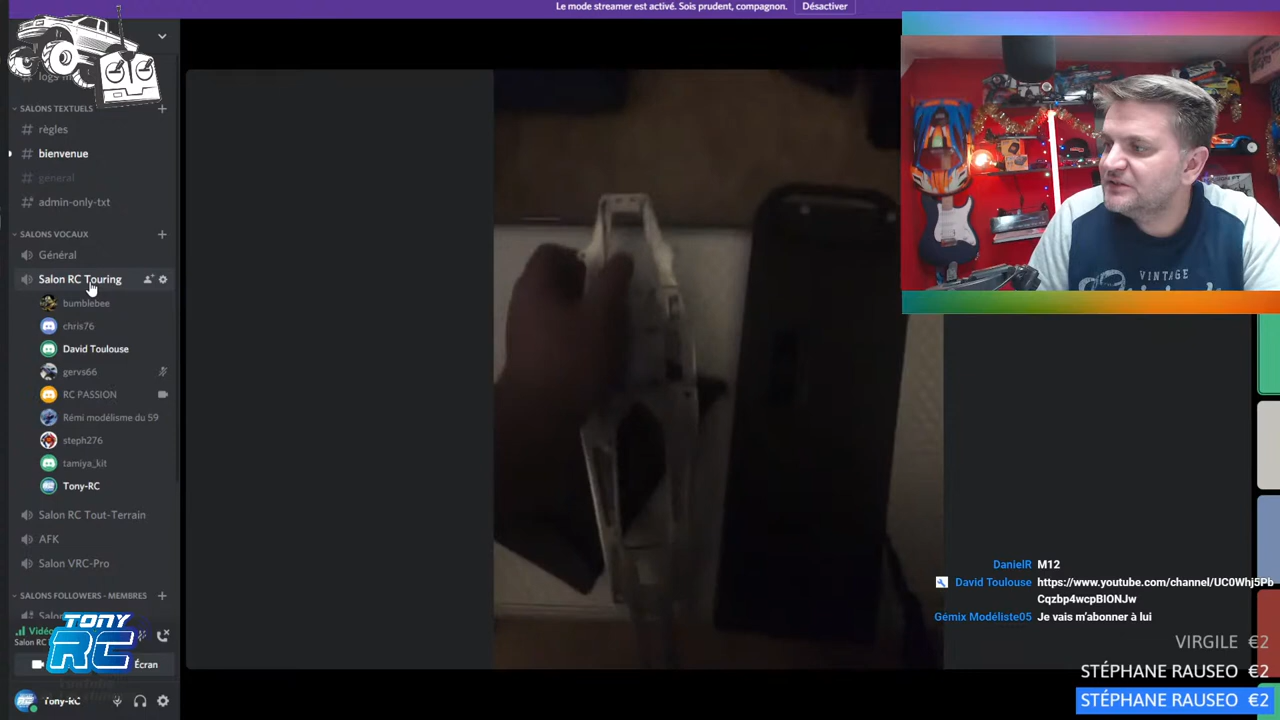 Le mode streamer est activé. Sois prudent, compagnon.
Désactiver
SALONS TEXTUELS
règles
bienvenue
general
admin-only-txt
SALONS VOCAUX
Général
Salon RC Touring
bumblebee
chris76
David Toulouse
gervs66
RC PASSION
Rémi modélisme du 59
steph276
tamiya_kit
Tony-RC
Salon RC Tout-Terrain
AFK
Salon VRC-Pro
SALONS FOLLOWERS - MEMBRES
TONY
RC
Écran
Tony-RC
VINTAGE
DanielR M12
David Toulouse https://www.youtube.com/channel/UC0Whj5Pb
Cqzbp4wcpBIONJw
Gémix Modéliste05 Je vais m'abonner à lui
VIRGILE €2
STÉPHANE RAUSEO €2
STÉPHANE RAUSEO €2